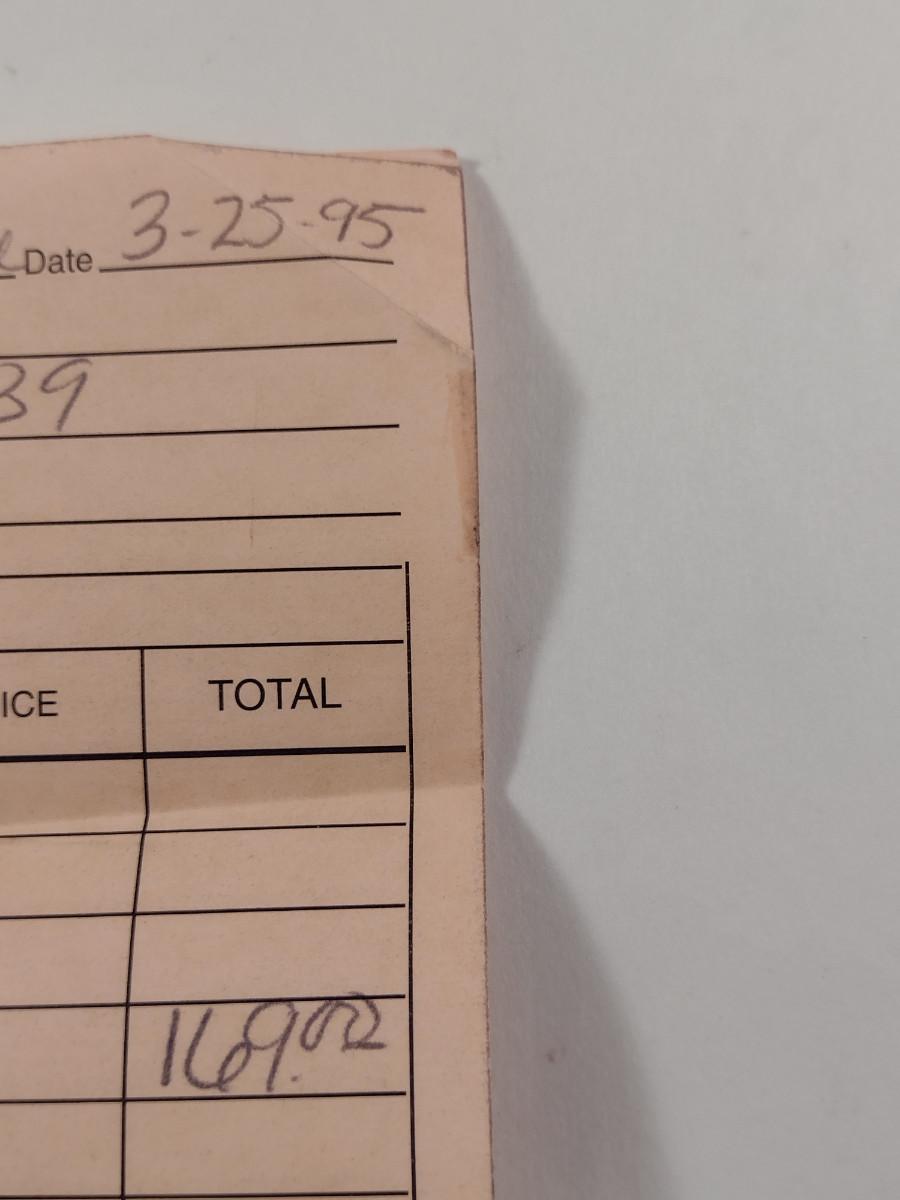 Date 3-25-95
39
ICE TOTAL
169.00